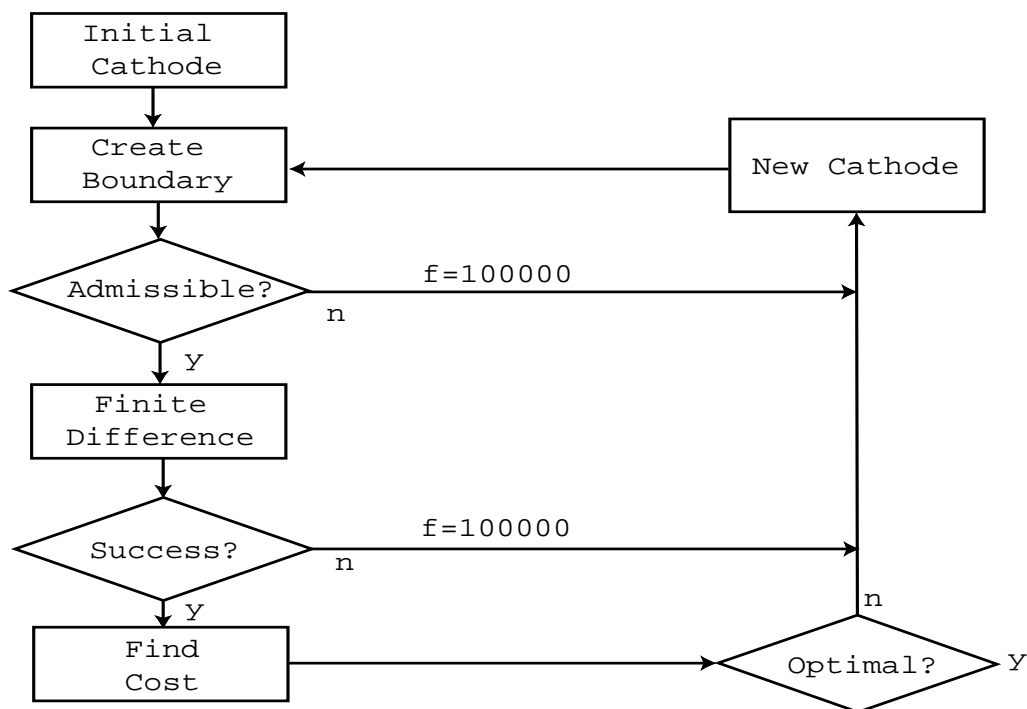 Initial
Cathode
Create
Boundary
New Cathode
Admissible?
f=100000
n
y
Finite
Difference
Success?
f=100000
n
y
Find
Cost
n
Optimal?
y